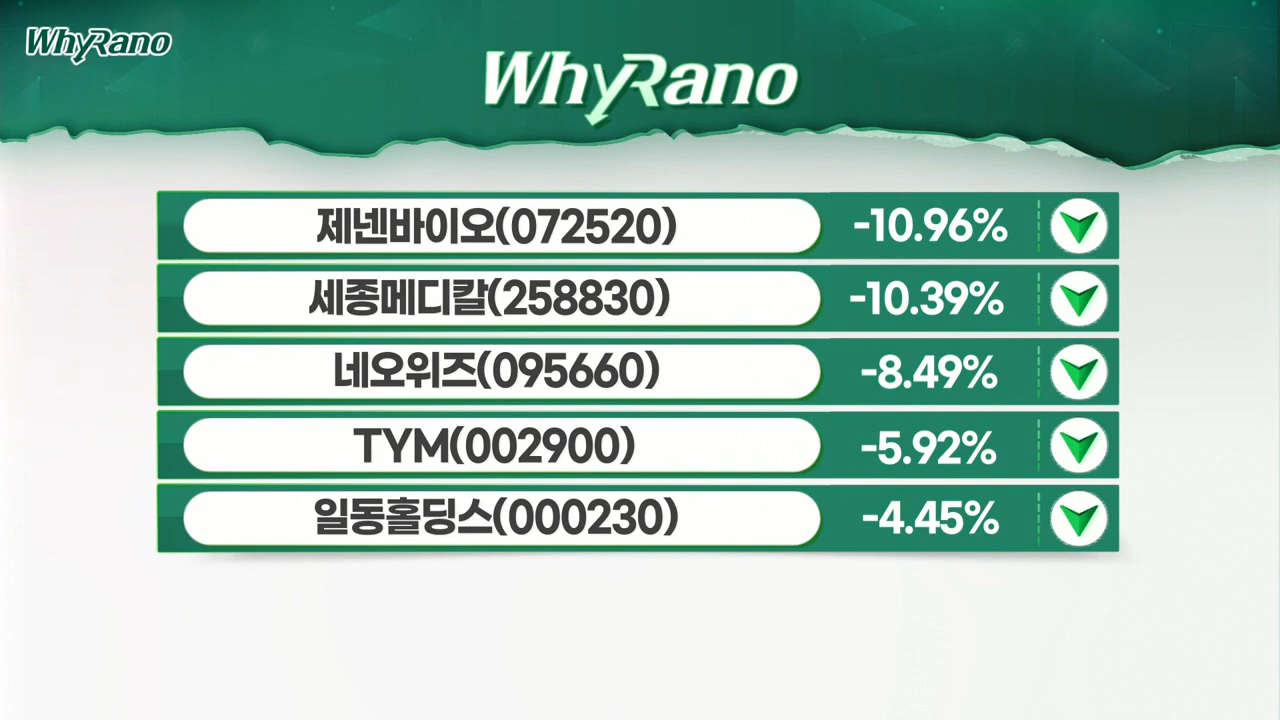 WhyRano
WhyRano
제넨바이오(072520) -10.96%
세종메디칼(258830) -10.39%
네오위즈(095660) -8.49%
TYM(002900) -5.92%
일동홀딩스(000230) -4.45%